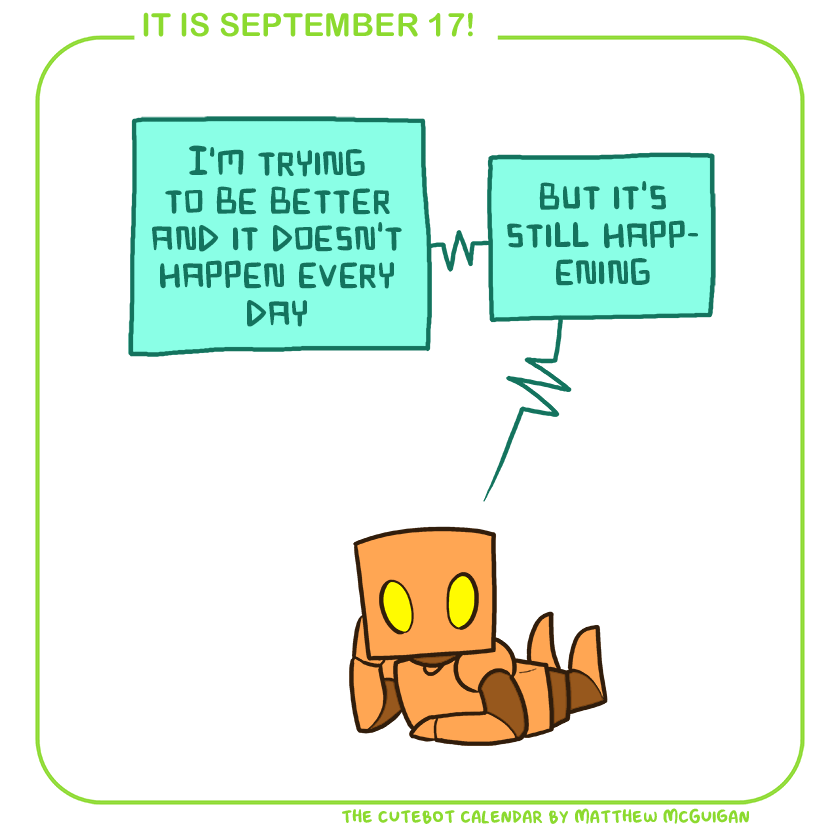 IT IS SEPTEMBER 17!
I'M TRYING
TO BE BETTER
AND IT DOESN'T
HAPPEN EVERY
DAY
BUT IT'S
STILL HAPP-
ENING
THE CUTEBOT CALENDAR BY MATTHEW MCGUIGAN